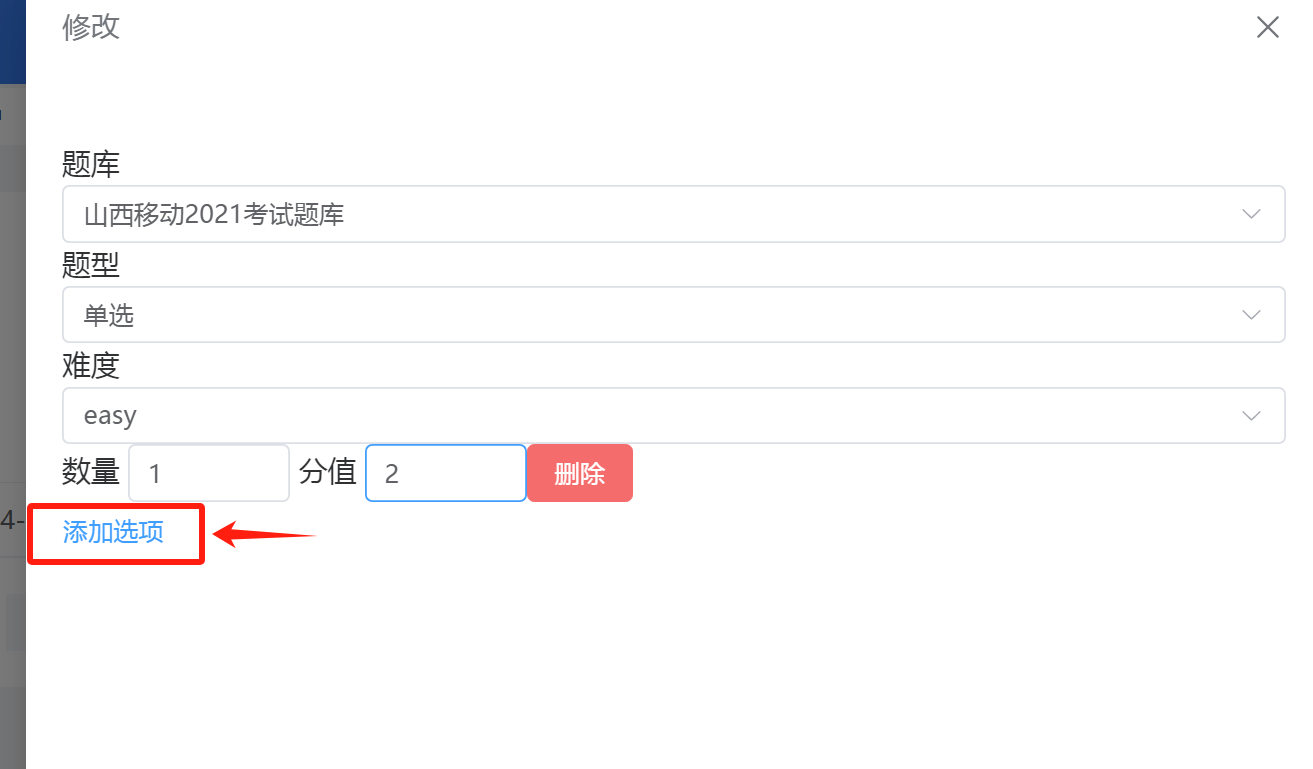 修改
题库
山西移动2021考试题库
题型
单选
难度
easy
数量 1 分值 2 删除
4-
添加选项